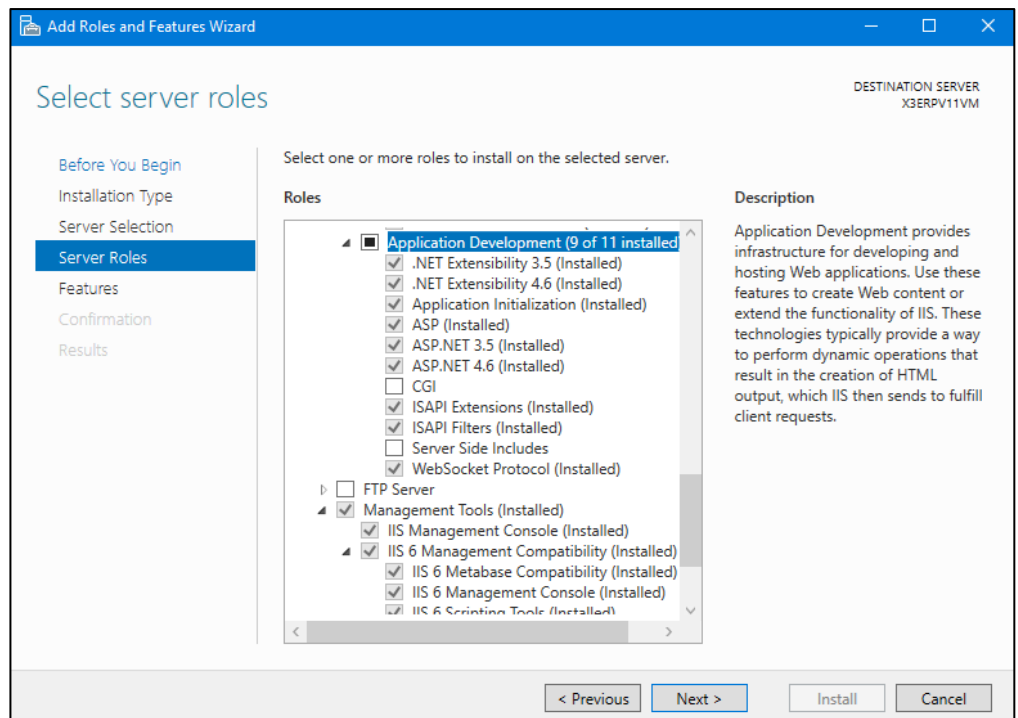 Add Roles and Features Wizard
Select server roles
DESTINATION SERVER
X3ERPV11VM
Before You Begin
Installation Type
Server Selection
Server Roles
Features
Confirmation
Results
Select one or more roles to install on the selected server.
Roles
Application Development (9 of 11 installed
.NET Extensibility 3.5 (Installed)
.NET Extensibility 4.6 (Installed)
Application Initialization (Installed)
ASP (Installed)
ASP.NET 3.5 (Installed)
ASP.NET 4.6 (Installed)
CGI
ISAPI Extensions (Installed)
ISAPI Filters (Installed)
Server Side Includes
WebSocket Protocol (Installed)
FTP Server
Management Tools (Installed)
IIS Management Console (Installed)
IIS 6 Management Compatibility (Installed)
IIS 6 Metabase Compatibility (Installed)
IIS 6 Management Console (Installed)
IIS 6 Scripting Tools (Installed)
Description
Application Development provides
infrastructure for developing and
hosting Web applications. Use these
features to create Web content or
extend the functionality of IIS. These
technologies typically provide a way
to perform dynamic operations that
result in the creation of HTML
output, which IIS then sends to fulfill
client requests.
< Previous
Next >
Install
Cancel